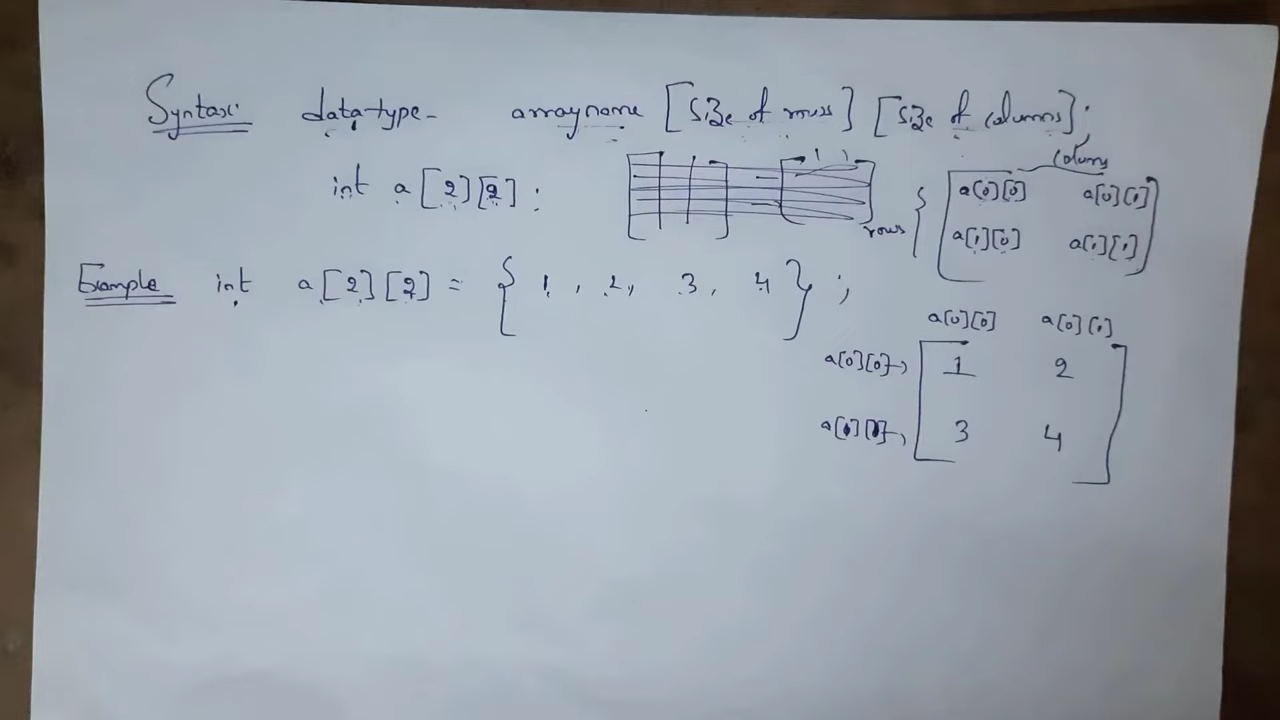 Syntax: data-type arrayname [size of rows] [size of columns];
int a[2][2];
columns
rows
a[0][0] a[0][1]
a[1][0] a[1][1]
Example int a[2][2] = { 1, 2, 3, 4 } ;
a[0][0] a[0][1]
a[0][0]→ 1 2
3 4